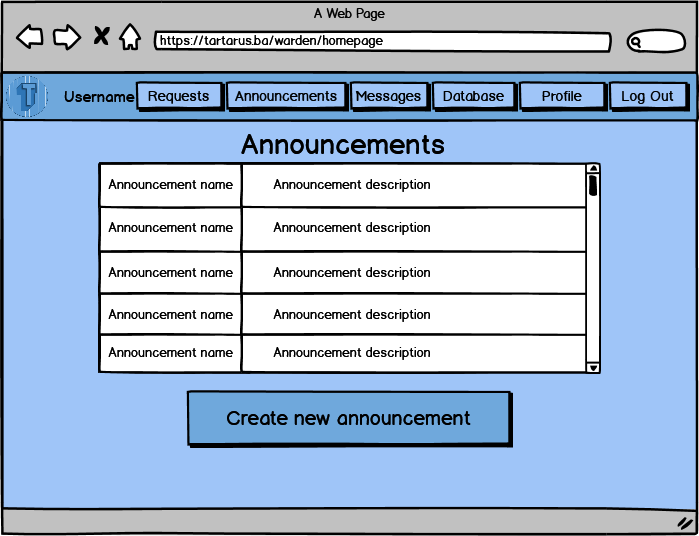 A Web Page
https://tartarus.ba/warden/homepage
T
Username Requests Announcements Messages Database Profile Log Out
Announcements
Announcement name Announcement description
Announcement name Announcement description
Announcement name Announcement description
Announcement name Announcement description
Announcement name Announcement description
Create new announcement